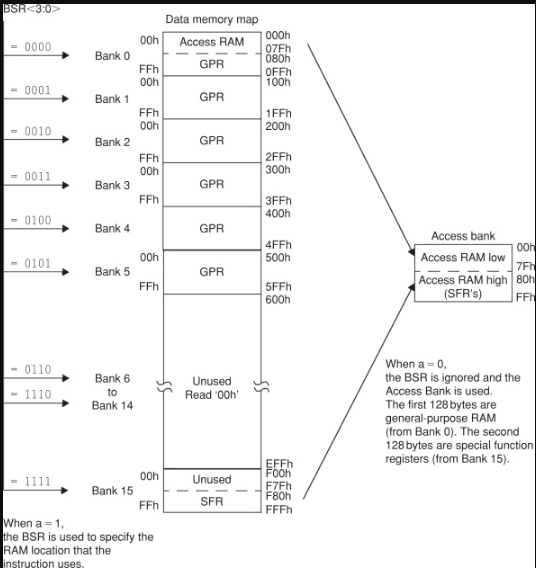 BSR<3:0>
Data memory map
= 0000
Bank 0
00h
FFh
Access RAM
GPR
000h
07Fh
080h
0FFh
= 0001
Bank 1
00h
FFh
GPR
100h
1FFh
= 0010
Bank 2
00h
FFh
GPR
200h
2FFh
= 0011
Bank 3
00h
FFh
GPR
300h
3FFh
= 0100
Bank 4
GPR
400h
4FFh
= 0101
Bank 5
00h
FFh
GPR
500h
5FFh
600h
= 0110
= 1110
Bank 6
to
Bank 14
Unused
Read '00h'
EFFh
= 1111
Bank 15
00h
FFh
Unused
SFR
F00h
F7Fh
F80h
FFFh
Access bank
Access RAM low
Access RAM high
(SFR's)
00h
7Fh
80h
FFh
When a = 0,
the BSR is ignored and the
Access Bank is used.
The first 128 bytes are
general-purpose RAM
(from Bank 0). The second
128 bytes are special function
registers (from Bank 15).
When a = 1,
the BSR is used to specify the
RAM location that the
instruction uses.